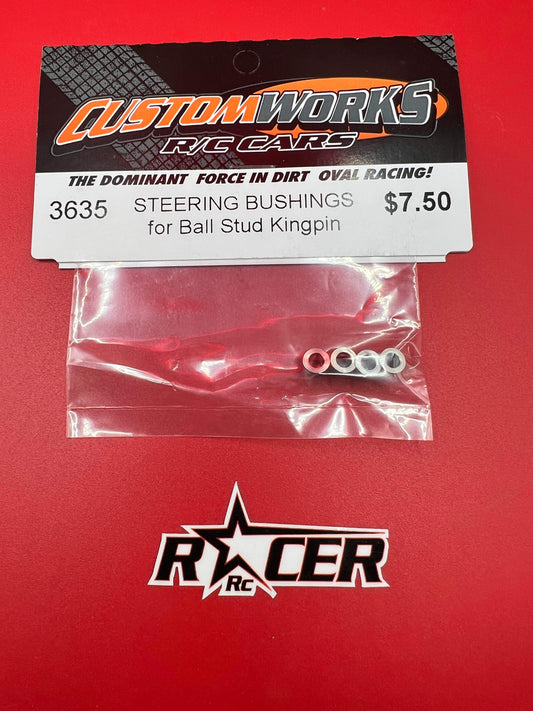 CUSTOMWORKS
R/C CARS
THE DOMINANT FORCE IN DIRT OVAL RACING!
3635 STEERING BUSHINGS $7.50
for Ball Stud Kingpin
RACER
RC